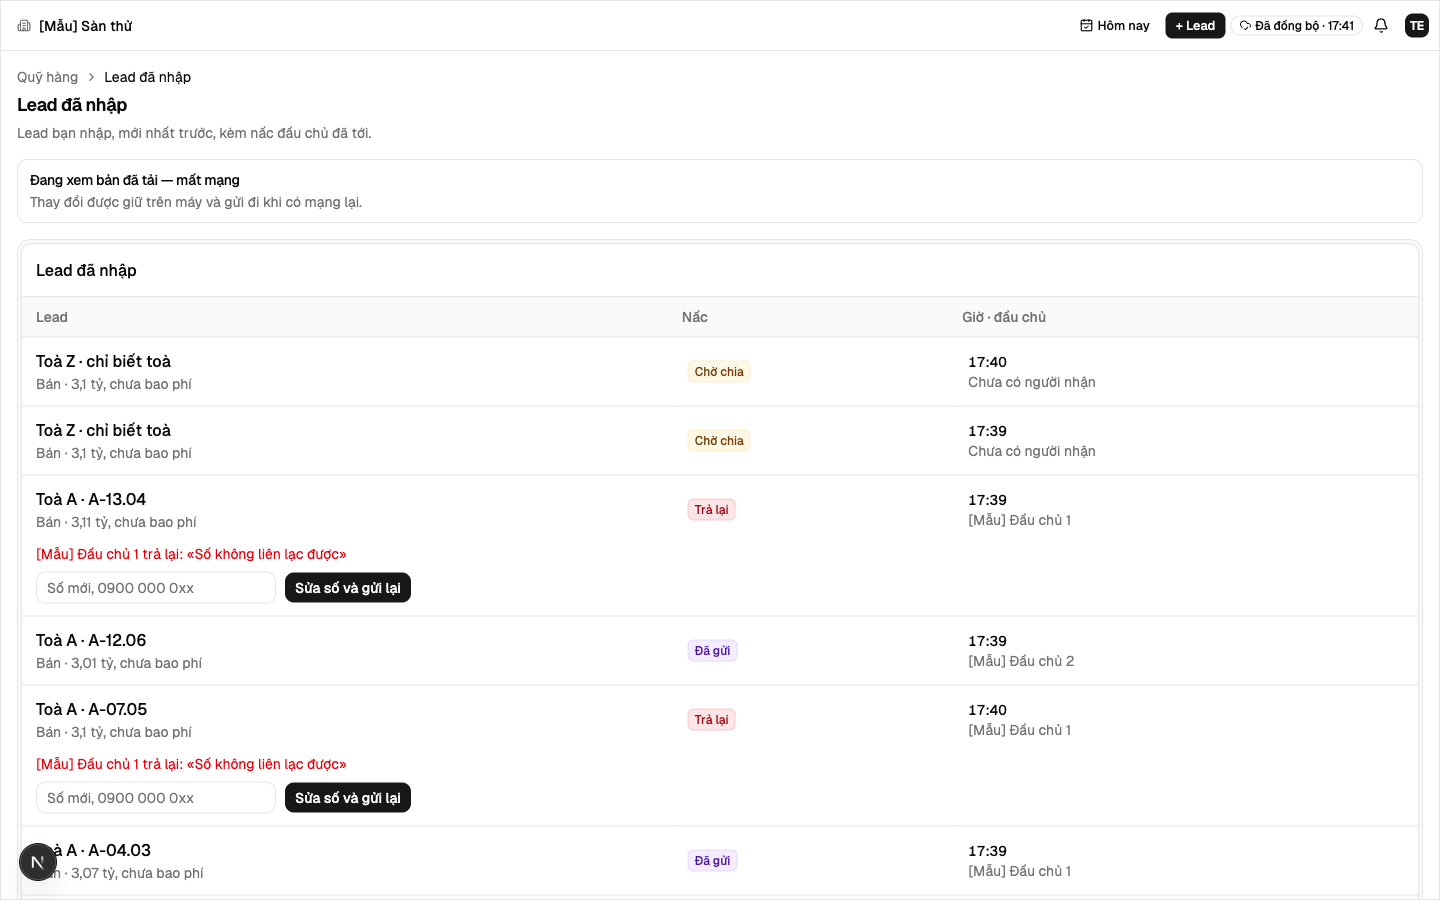 [Mẫu] Sàn thử
Hôm nay
+ Lead
Đã đồng bộ · 17:41
TE
Quỹ hàng > Lead đã nhập
Lead đã nhập
Lead bạn nhập, mới nhất trước, kèm nấc đầu chủ đã tới.
Đang xem bản đã tải — mất mạng
Thay đổi được giữ trên máy và gửi đi khi có mạng lại.
Lead đã nhập
Lead
Nấc
Giờ · đầu chủ
Toà Z · chỉ biết toà
Bán · 3,1 tỷ, chưa bao phí
Chờ chia
17:40
Chưa có người nhận
Toà Z · chỉ biết toà
Bán · 3,1 tỷ, chưa bao phí
Chờ chia
17:39
Chưa có người nhận
Toà A · A-13.04
Bán · 3,11 tỷ, chưa bao phí
Trả lại
17:39
[Mẫu] Đầu chủ 1
[Mẫu] Đầu chủ 1 trả lại: «Số không liên lạc được»
Số mới, 0900 000 0xx
Sửa số và gửi lại
Toà A · A-12.06
Bán · 3,01 tỷ, chưa bao phí
Đã gửi
17:39
[Mẫu] Đầu chủ 2
Toà A · A-07.05
Bán · 3,1 tỷ, chưa bao phí
Trả lại
17:40
[Mẫu] Đầu chủ 1
[Mẫu] Đầu chủ 1 trả lại: «Số không liên lạc được»
Số mới, 0900 000 0xx
Sửa số và gửi lại
A · A-04.03
· 3,07 tỷ, chưa bao phí
Đã gửi
17:39
[Mẫu] Đầu chủ 1
N